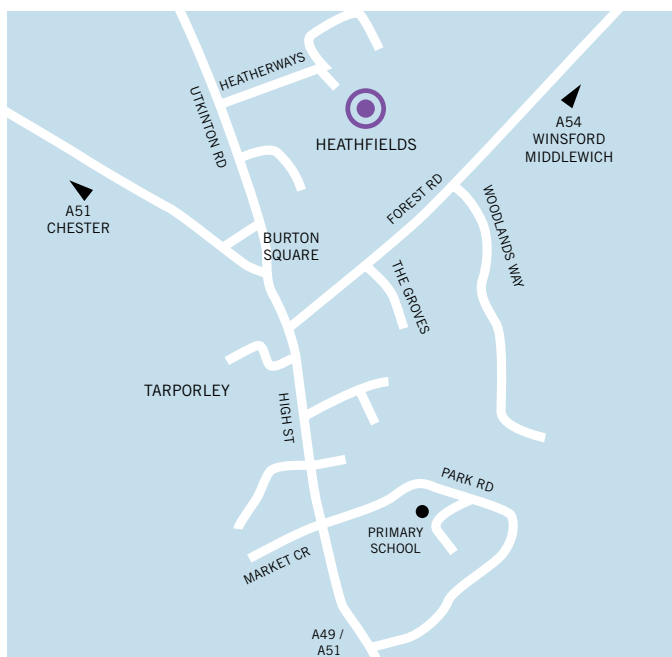 HEATHERWAYS
UTKINTON RD
HEATHFIELDS
A54
WINSFORD
MIDDLEWICH
A51
CHESTER
FOREST RD
WOODLANDS WAY
BURTON
SQUARE
THE GROVES
TARPORLEY
HIGH ST
PARK RD
PRIMARY
SCHOOL
MARKET CR
A49 /
A51